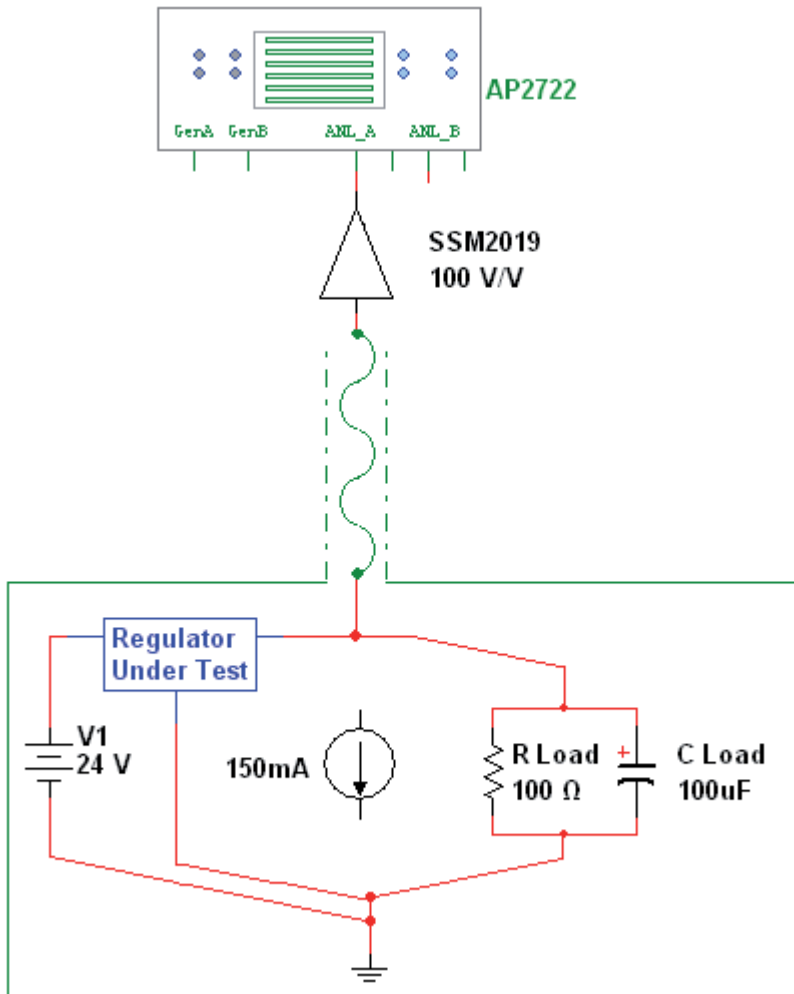 AP2722
GenA GenB ANL_A ANL_B
SSM2019
100 V/V
Regulator
Under Test
V1
24 V
150mA
R Load
100 Ω
+
C Load
100uF